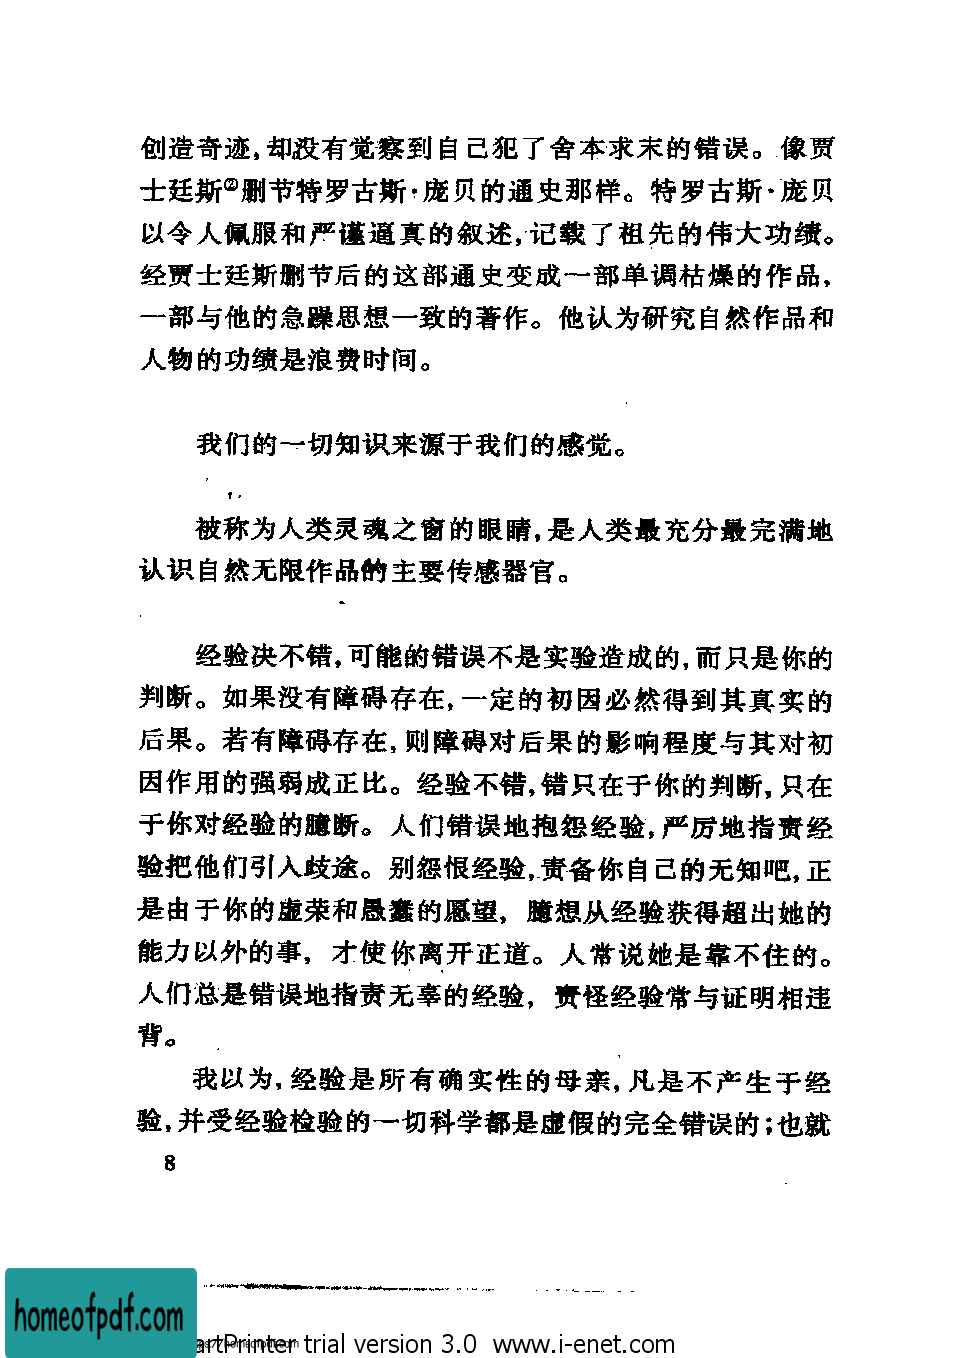 创造奇迹,却没有觉察到自己犯了舍本求末的错误。像贾
士廷斯②删节特罗古斯·庞贝的通史那样。特罗古斯·庞贝
以令人佩服和严谨逼真的叙述,记载了祖先的伟大功绩。
经贾士廷斯删节后的这部通史变成一部单调枯燥的作品,
一部与他的急躁思想一致的著作。他认为研究自然作品和
人物的功绩是浪费时间。
我们的一切知识来源于我们的感觉。
被称为人类灵魂之窗的眼睛,是人类最充分最完满地
认识自然无限作品的主要传感器官。
经验决不错,可能的错误不是实验造成的,而只是你的
判断。如果没有障碍存在,一定的初因必然得到其真实的
后果。若有障碍存在,则障碍对后果的影响程度与其对初
因作用的强弱成正比。经验不错,错只在于你的判断,只在
于你对经验的臆断。人们错误地抱怨经验,严厉地指责经
验把他们引入歧途。别怨恨经验,责备你自己的无知吧,正
是由于你的虚荣和愚蠢的愿望,臆想从经验获得超出她的
能力以外的事,才使你离开正道。人常说她是靠不住的。
人们总是错误地指责无辜的经验,责怪经验常与证明相违
背。
我以为,经验是所有确实性的母亲,凡是不产生于经
验,并受经验检验的一切科学都是虚假的完全错误的;也就
8
homeofpdf.com
artPrinter trial version 3.0 www.i-enet.com